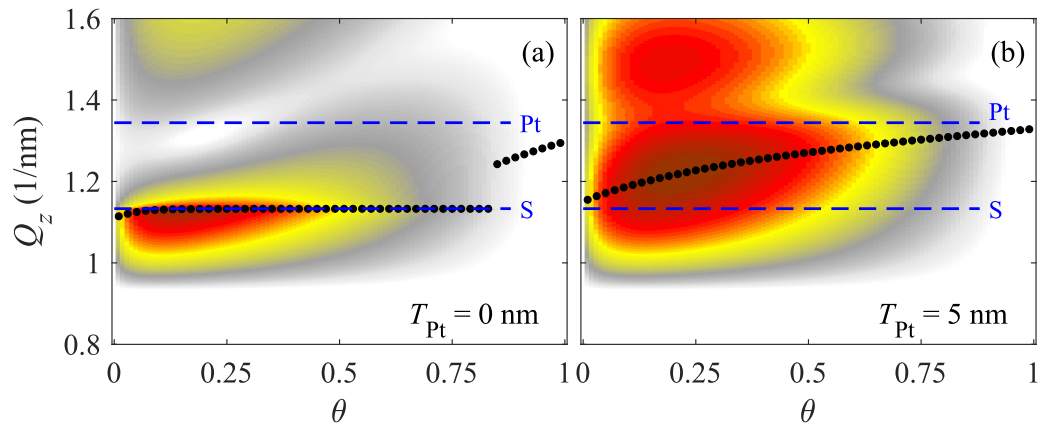 1.6
1.4
1.2
1
0.8
Q_z (1/nm)
(a)
Pt
S
T_Pt = 0 nm
0
0.25
0.5
0.75
1
θ
(b)
Pt
S
T_Pt = 5 nm
0
0.25
0.5
0.75
1
θ